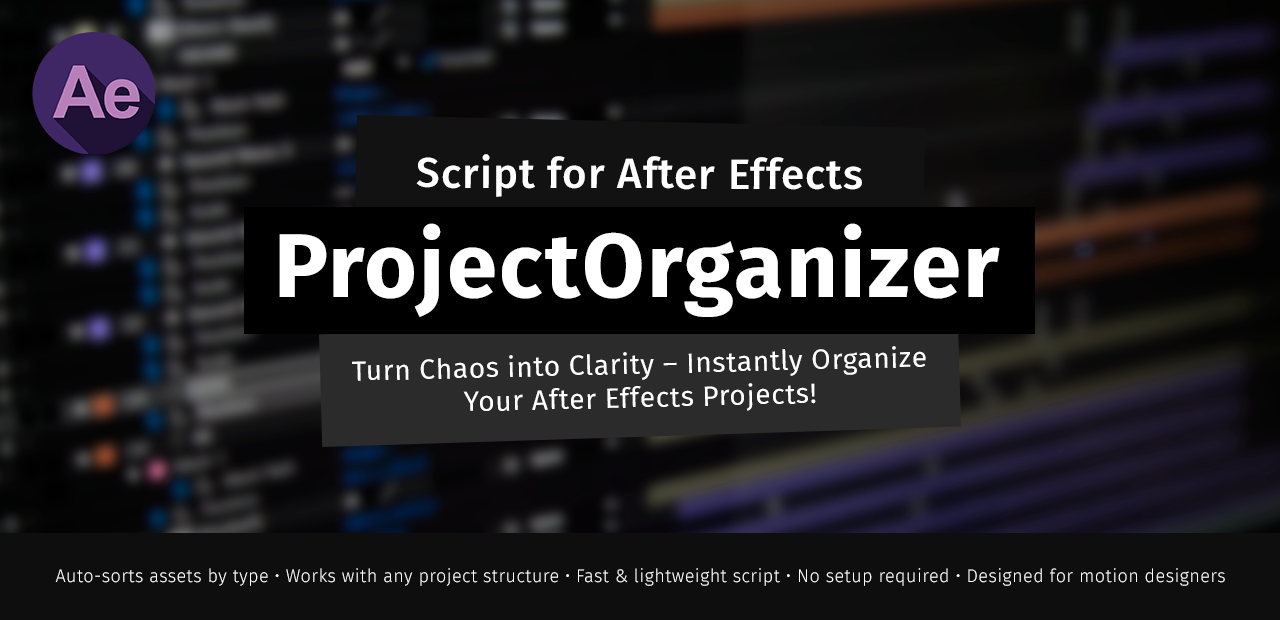 Ae
Script for After Effects
ProjectOrganizer
Turn Chaos into Clarity – Instantly Organize
Your After Effects Projects!
Auto-sorts assets by type • Works with any project structure • Fast & lightweight script • No setup required • Designed for motion designers